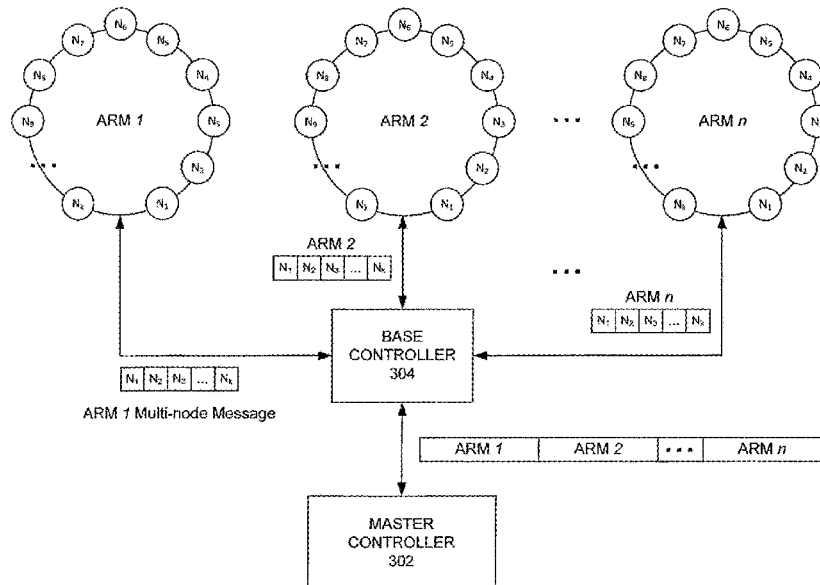 N₆
N₇ N₅
N₈ N₄
N₉ ARM 1 N₃
... N₂
Nₖ N₁
N₆
N₇ N₅
N₈ N₄
N₉ ARM 2 N₃
... N₂
Nₖ N₁
...
N₆
N₇ N₅
N₈ N₄
N₉ ARM n
... N₂
Nₖ N₁
ARM 2
N₁ N₂ N₃ ... Nₖ
...
ARM n
N₁ N₂ N₃ ... Nₖ
BASE
CONTROLLER
304
N₁ N₂ N₃ ... Nₖ
ARM 1 Multi-node Message
ARM 1 ARM 2 ... ARM n
MASTER
CONTROLLER
302